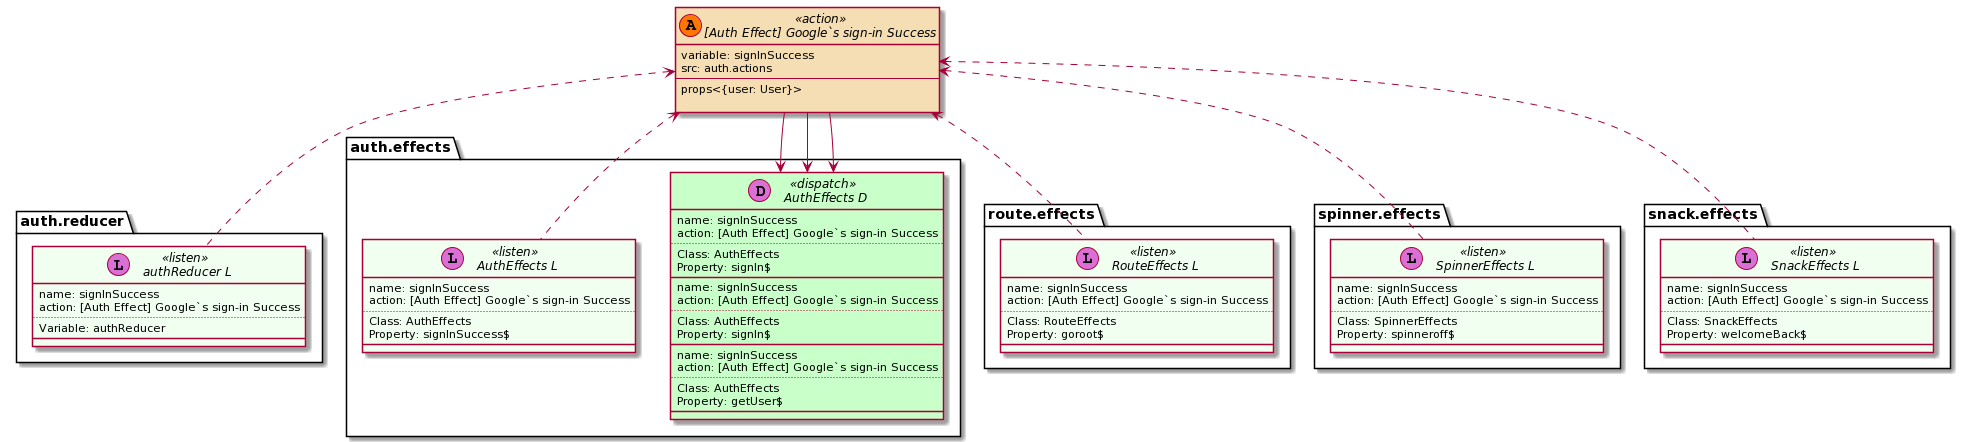 A
«action»
[Auth Effect] Google`s sign-in Success
variable: signInSuccess
src: auth.actions
props<{user: User}>
auth.reducer
L
«listen»
authReducer L
name: signInSuccess
action: [Auth Effect] Google`s sign-in Success
Variable: authReducer
auth.effects
L
«listen»
AuthEffects L
name: signInSuccess
action: [Auth Effect] Google`s sign-in Success
Class: AuthEffects
Property: signInSuccess$
D
«dispatch»
AuthEffects D
name: signInSuccess
action: [Auth Effect] Google`s sign-in Success
Class: AuthEffects
Property: signIn$
name: signInSuccess
action: [Auth Effect] Google`s sign-in Success
Class: AuthEffects
Property: signIn$
name: signInSuccess
action: [Auth Effect] Google`s sign-in Success
Class: AuthEffects
Property: getUser$
route.effects
L
«listen»
RouteEffects L
name: signInSuccess
action: [Auth Effect] Google`s sign-in Success
Class: RouteEffects
Property: goroot$
spinner.effects
L
«listen»
SpinnerEffects L
name: signInSuccess
action: [Auth Effect] Google`s sign-in Success
Class: SpinnerEffects
Property: spinneroff$
snack.effects
L
«listen»
SnackEffects L
name: signInSuccess
action: [Auth Effect] Google`s sign-in Success
Class: SnackEffects
Property: welcomeBack$